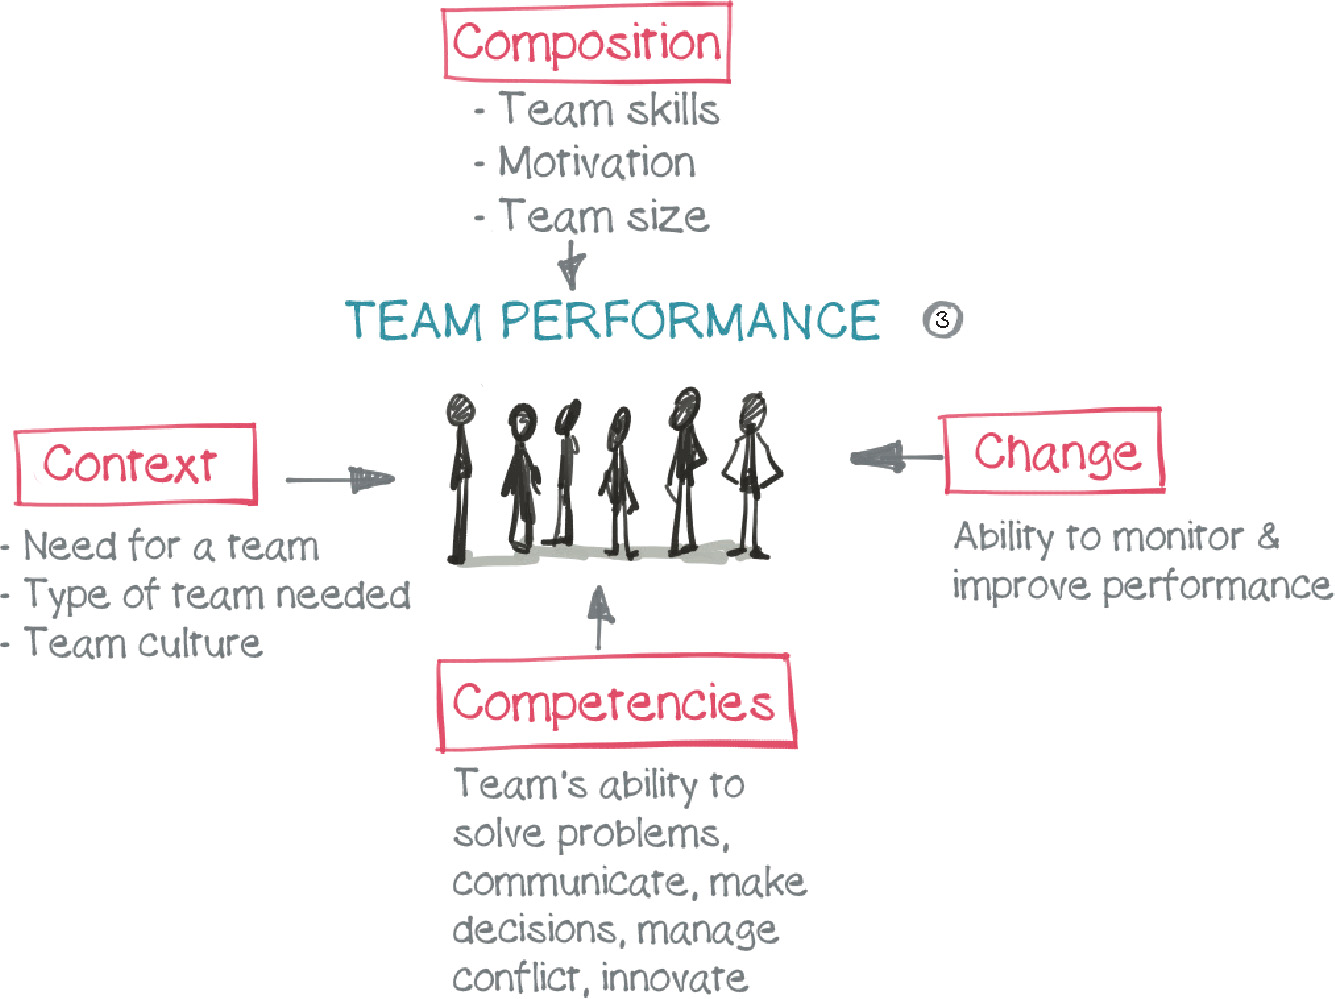 Composition
- Team skills
- Motivation
- Team size
TEAM PERFORMANCE 3
Context
- Need for a team
- Type of team needed
- Team culture
Change
Ability to monitor &
improve performance
Competencies
Team's ability to
solve problems,
communicate, make
decisions, manage
conflict, innovate